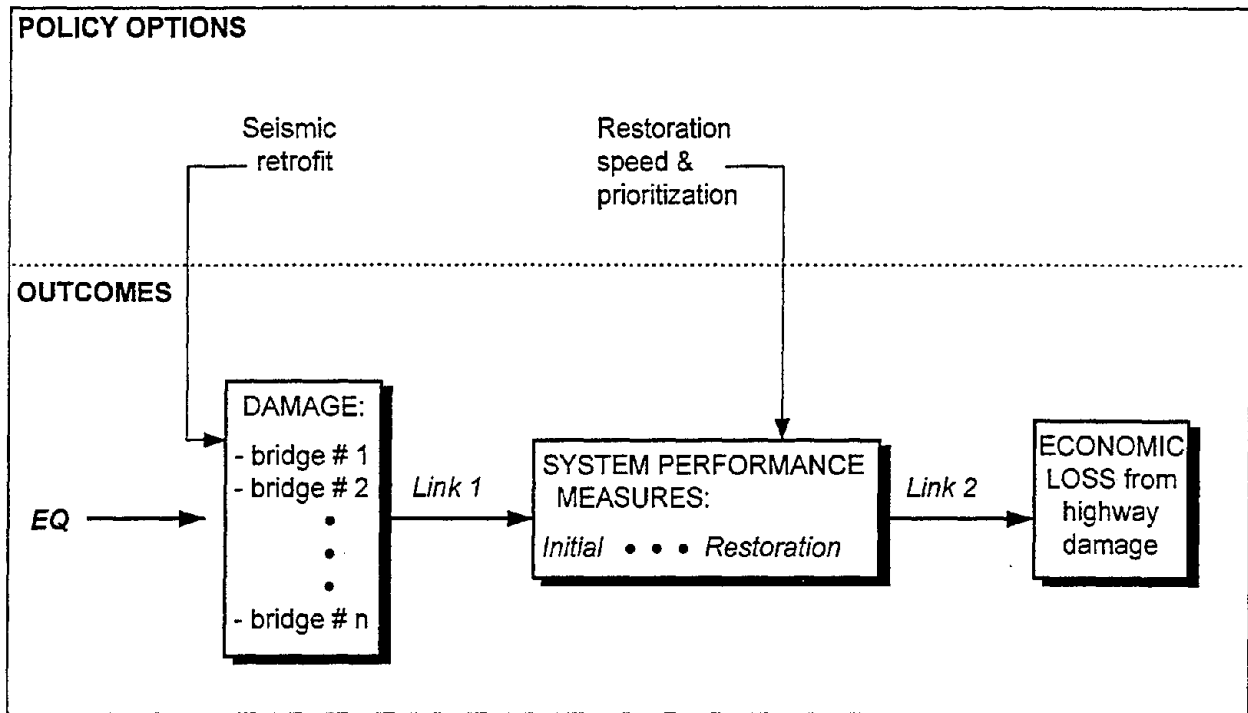 POLICY OPTIONS
Seismic
retrofit
Restoration
speed &
prioritization
OUTCOMES
EQ
DAMAGE:
- bridge # 1
- bridge # 2
- bridge # n
Link 1
SYSTEM PERFORMANCE
MEASURES:
Initial • • • Restoration
Link 2
ECONOMIC
LOSS from
highway
damage